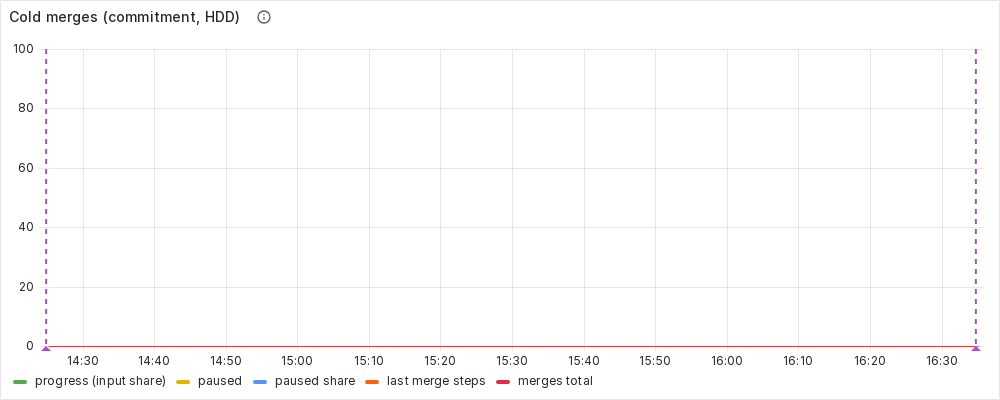 Cold merges (commitment, HDD)
100
80
60
40
20
0
14:30 14:40 14:50 15:00 15:10 15:20 15:30 15:40 15:50 16:00 16:10 16:20 16:30
progress (input share) paused paused share last merge steps merges total